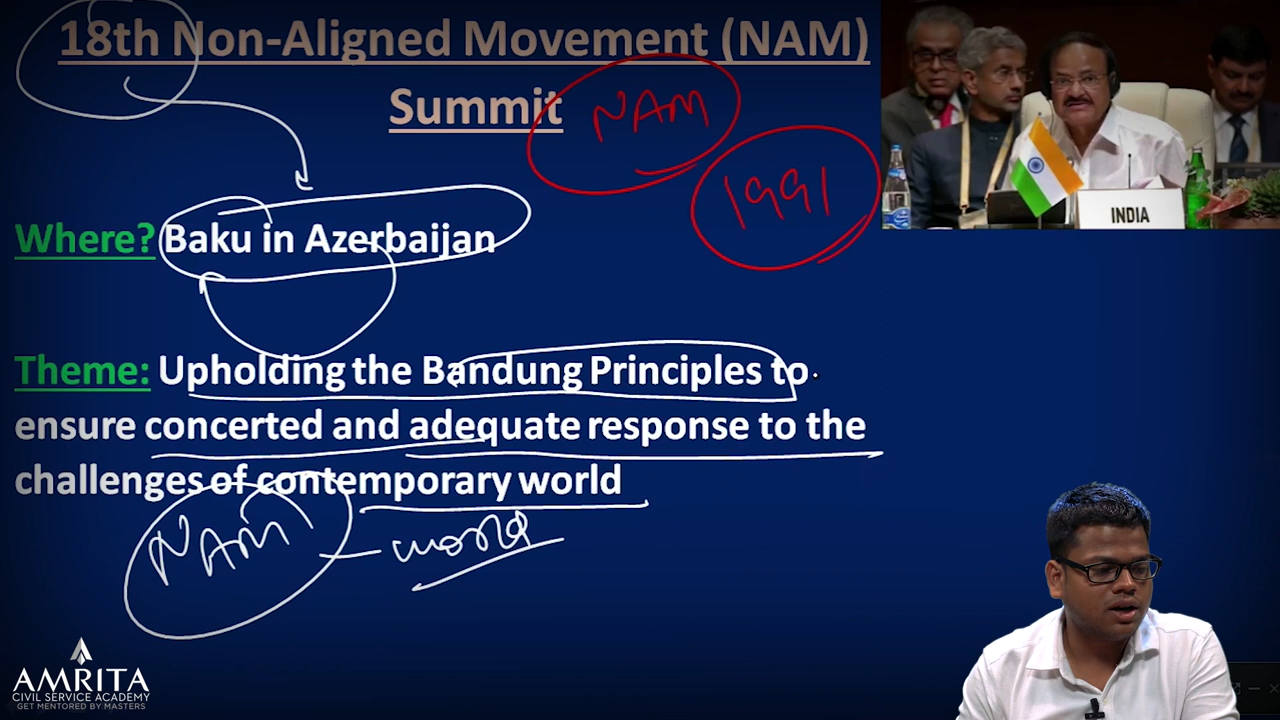 18th Non-Aligned Movement (NAM)
Summit
NAM
1991
INDIA
Where? Baku in Azerbaijan
Theme: Upholding the Bandung Principles to
ensure concerted and adequate response to the
challenges of contemporary world
NAM world
AMRITA
CIVIL SERVICE ACADEMY
GET MENTORED BY MASTERS